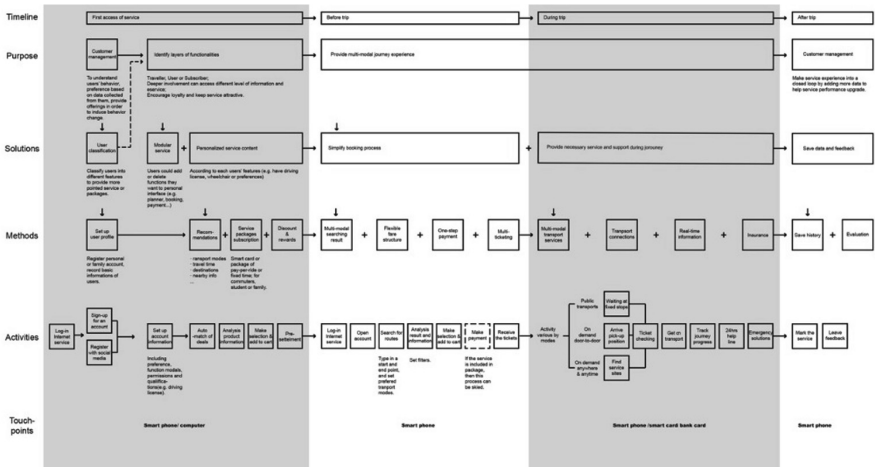 Timeline
First access of service
Before trip
During trip
After trip
Purpose
Customer
management
Identify layers of functionalities
Provide multi-modal journey experience
Customer management
To understand
users' behavior,
preference based
on data collected
from them, provide
offerings in order
to induce behavior
change.
Traveller, User or Subscriber;
Deeper involvement can access different level of information and
eservice;
Encourage loyalty and keep service attractive.
Make service experience into a
closed loop by adding more data to
help service performance upgrade.
Solutions
User
classification
Modular
service
+
Personalized service content
Simplify booking process
+
Provide necessary service and support during jorourney
Save data and feedback
Classify users into
different features
to provide more
pointed service or
packages.
Users could add
or delete
functions they
want to personal
interface (e.g.
planner, booking,
payment...)
According to each users' features (e.g. have driving
license, wheelchair or preferences)
Methods
Set up
user profile
Recom-
mendations
+
Service
packages
subscription
+
Discount
& rewards
Multi-modal
searching
result
+
Flexible
fare
structure
+
One-step
payment
+
Multi-
ticketing
Multi-modal
transport
services
+
Transport
connections
+
Real-time
information
+
Insurance
Save history
+
Evaluation
Register personal
or family account,
record basic
informations
of users.
- transport modes
- travel time
- destinations
- nearby info
...
Smart card or
package of
pay-per-ride or
fixed time, for
commuters,
student or family.
Activities
Log-in
Internet
service
Sign-up
for an
account
Register
with social
media
Set up
account
information
Auto
match of
deals
Analysis
product
information
Make
selection &
add to cart
Pre-
settlement
Log-in
Internet
service
Open
account
Search for
routes
Analysis
result and
information
Make
selection
& add to cart
Make
payment
Receive
the tickets
Activity
various by
modes
Public
transports
On
demand
door-to-door
On-demand
anywhere
& anytime
Waiting at
fixed stops
Arrive
pick-up
position
Find
service
sites
Ticket
checking
Get on
transport
Track
journey
progress
24hrs
help
line
Emergency
solutions
Mark the
service
Leave
feedback
Including
preference,
function modals,
permissions and
qualifica-
tions(e.g. driving
license).
Type in a
start and
end point,
and set
prefered
tranport
modes.
Set filters.
If the service
is included in
package,
then this
process can
be skied.
Touch-
points
Smart phone/ computer
Smart phone
Smart phone /smart card/ bank card
Smart phone